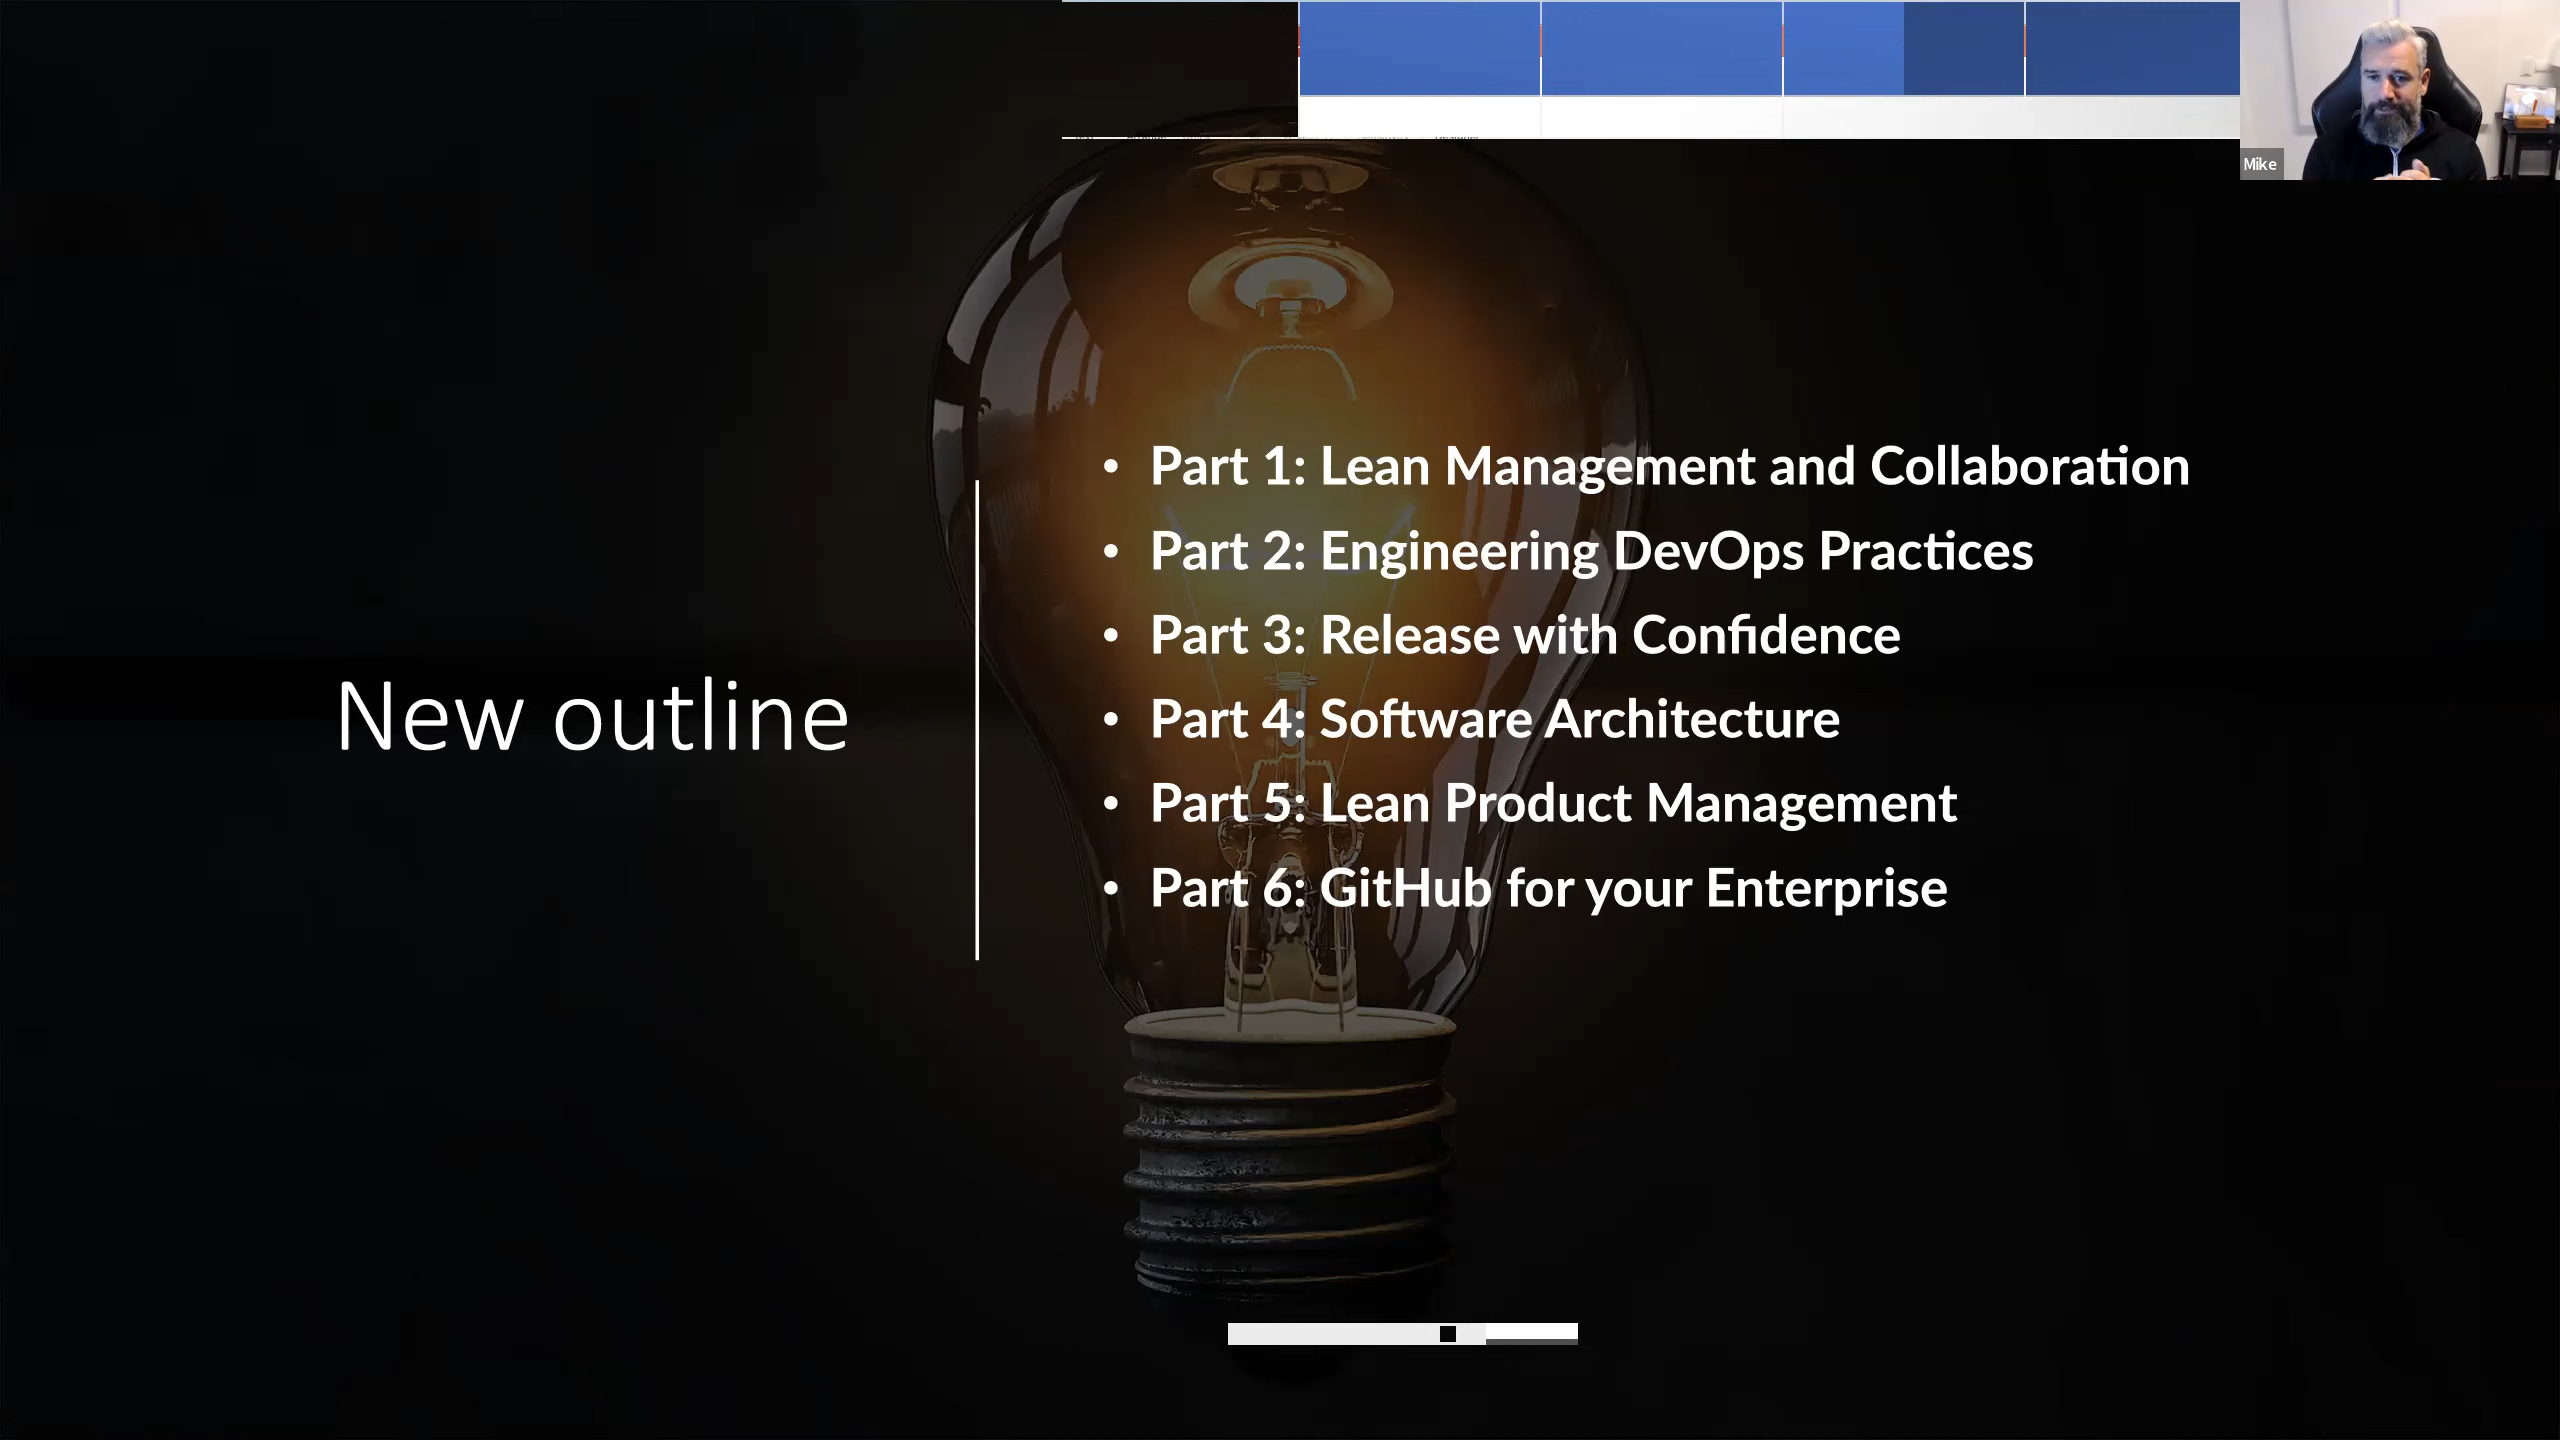 Mike
New outline
• Part 1: Lean Management and Collaboration
• Part 2: Engineering DevOps Practices
• Part 3: Release with Confidence
• Part 4: Software Architecture
• Part 5: Lean Product Management
• Part 6: GitHub for your Enterprise